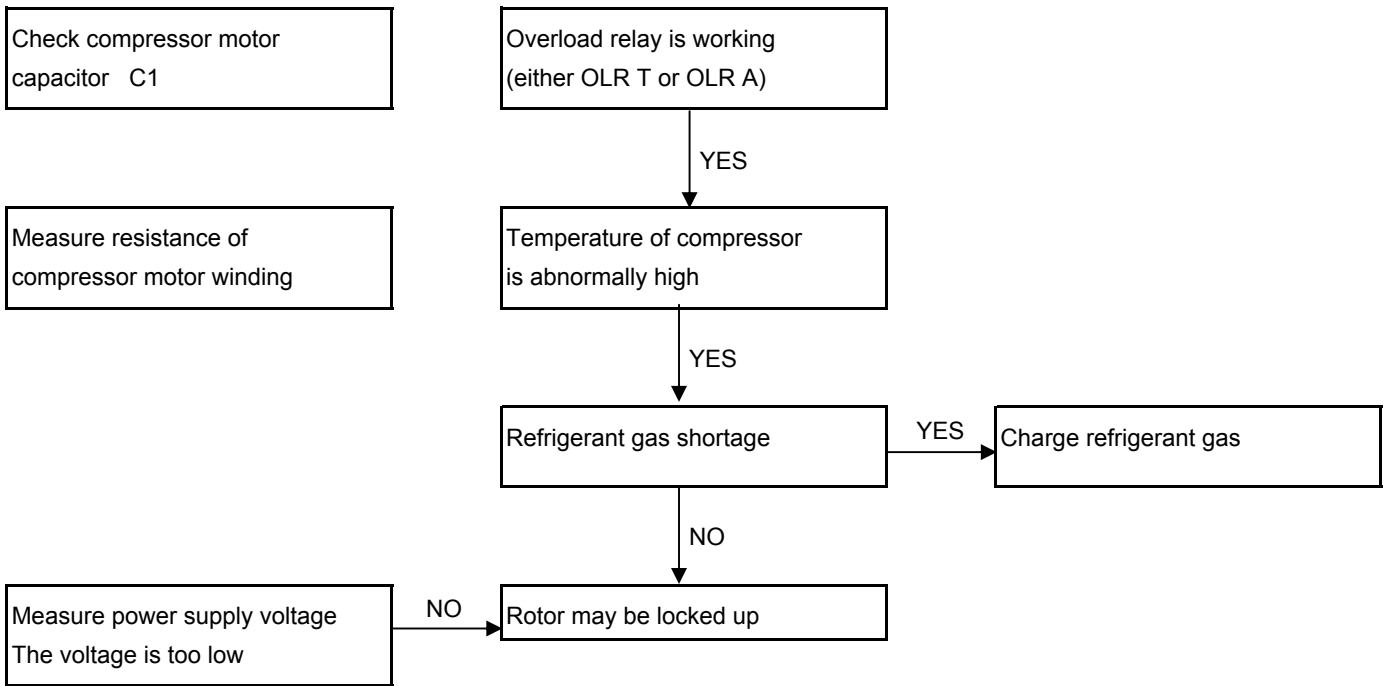 Check compressor motor
capacitor C1
Overload relay is working
(either OLR T or OLR A)
YES
Measure resistance of
compressor motor winding
Temperature of compressor
is abnormally high
YES
Refrigerant gas shortage
YES
Charge refrigerant gas
NO
Measure power supply voltage
The voltage is too low
NO
Rotor may be locked up